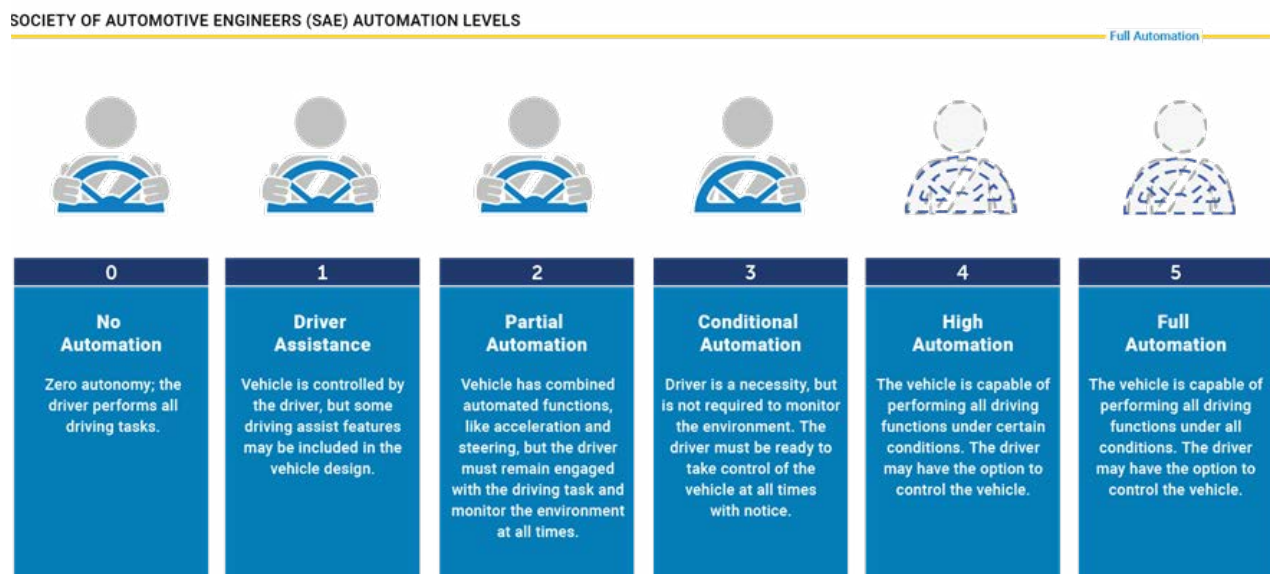 SOCIETY OF AUTOMOTIVE ENGINEERS (SAE) AUTOMATION LEVELS
Full Automation
0
No
Automation
Zero autonomy; the
driver performs all
driving tasks.
1
Driver
Assistance
Vehicle is controlled by
the driver, but some
driving assist features
may be included in the
vehicle design.
2
Partial
Automation
Vehicle has combined
automated functions,
like acceleration and
steering, but the driver
must remain engaged
with the driving task and
monitor the environment
at all times.
3
Conditional
Automation
Driver is a necessity, but
is not required to monitor
the environment. The
driver must be ready to
take control of the
vehicle at all times
with notice.
4
High
Automation
The vehicle is capable of
performing all driving
functions under certain
conditions. The driver
may have the option to
control the vehicle.
5
Full
Automation
The vehicle is capable of
performing all driving
functions under all
conditions. The driver
may have the option to
control the vehicle.